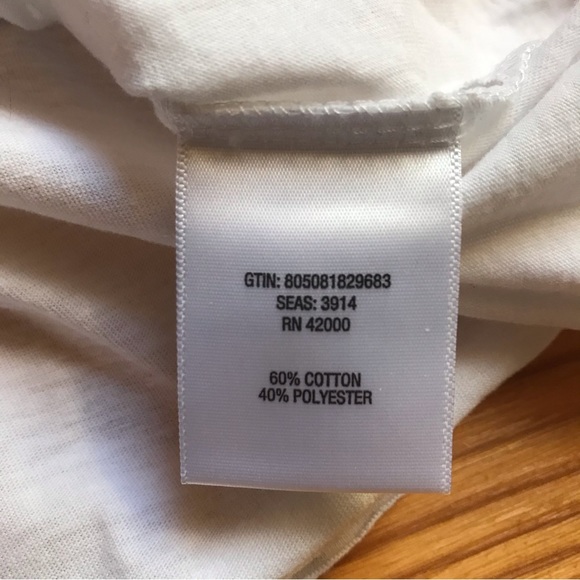 GTIN: 805081829683
SEAS: 3914
RN 42000
60% COTTON
40% POLYESTER